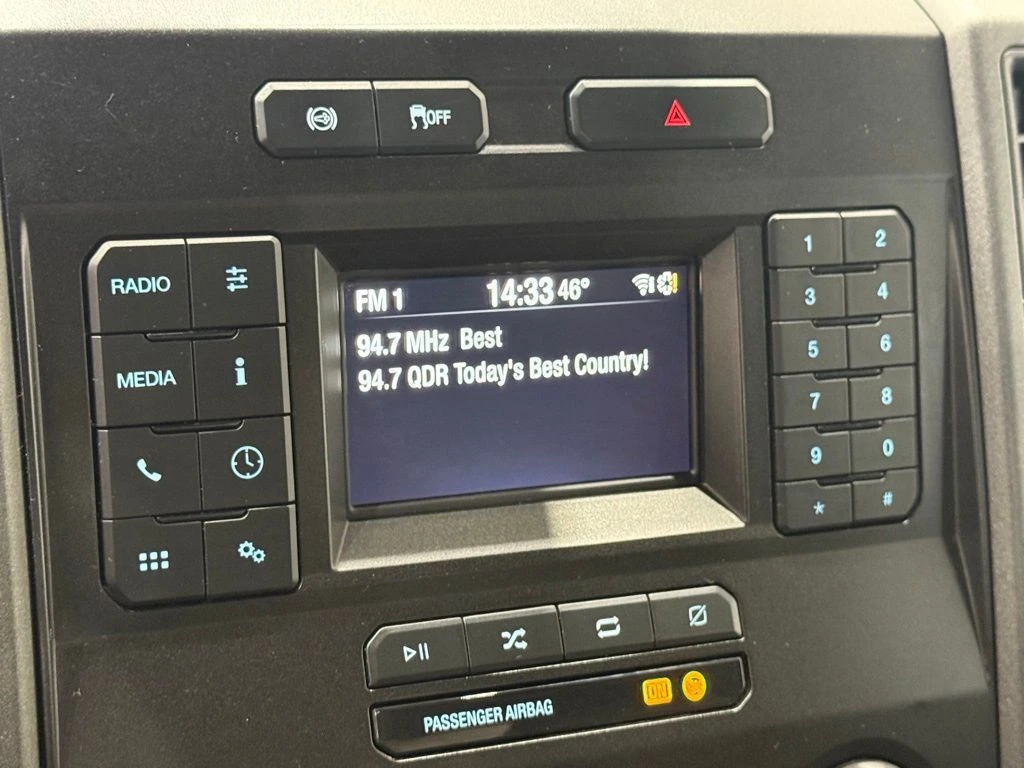 OFF
RADIO
MEDIA
FM 1 14:33 46°
94.7 MHz Best
94.7 QDR Today's Best Country!
1 2
3 4
5 6
7 8
9 0
* #
PASSENGER AIRBAG ON